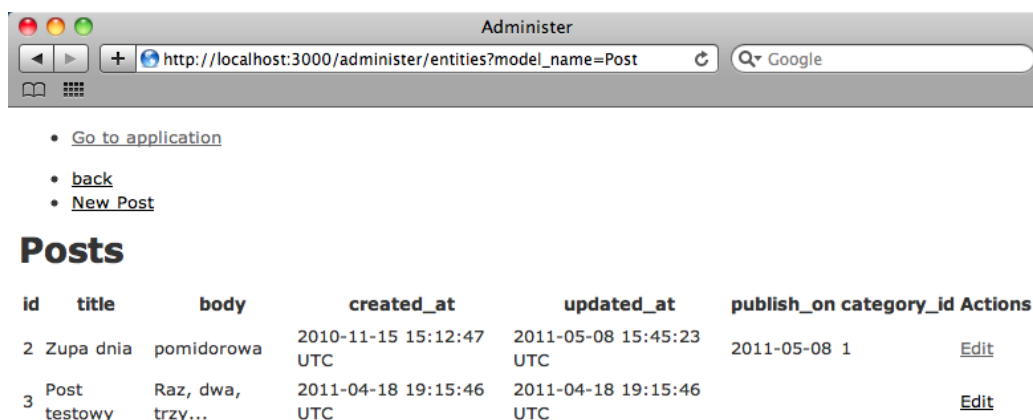 Administer
http://localhost:3000/administer/entities?model_name=Post
Google
Go to application
back
New Post
Posts
id title body created_at updated_at publish_on category_id Actions
2 Zupa dnia pomidorowa 2010-11-15 15:12:47 UTC 2011-05-08 15:45:23 UTC 2011-05-08 1 Edit
3 Post testowy Raz, dwa, trzy... 2011-04-18 19:15:46 UTC 2011-04-18 19:15:46 UTC Edit